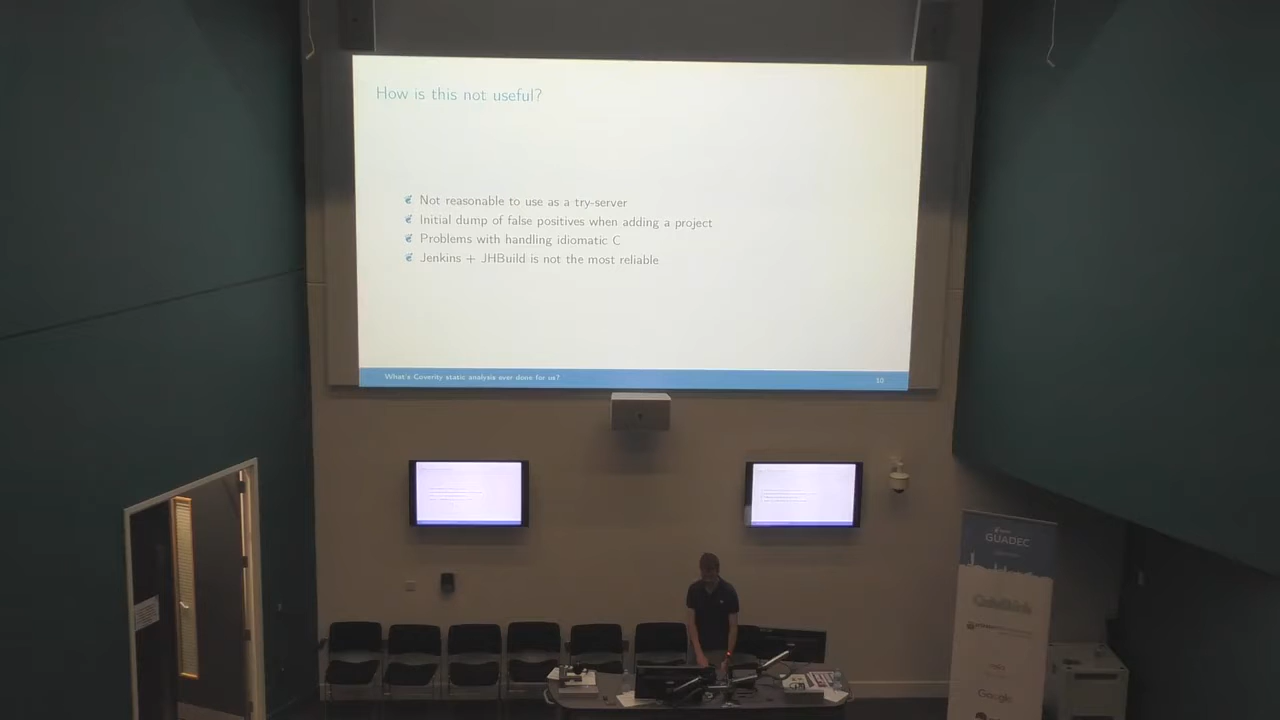 How is this not useful?
Not reasonable to use as a try-server
Initial dump of false positives when adding a project
Problems with handling idiomatic C
Jenkins + JHBuild is not the most reliable
What's Coverity static analysis ever done for us?
10
GUADEC
Codethink
Google